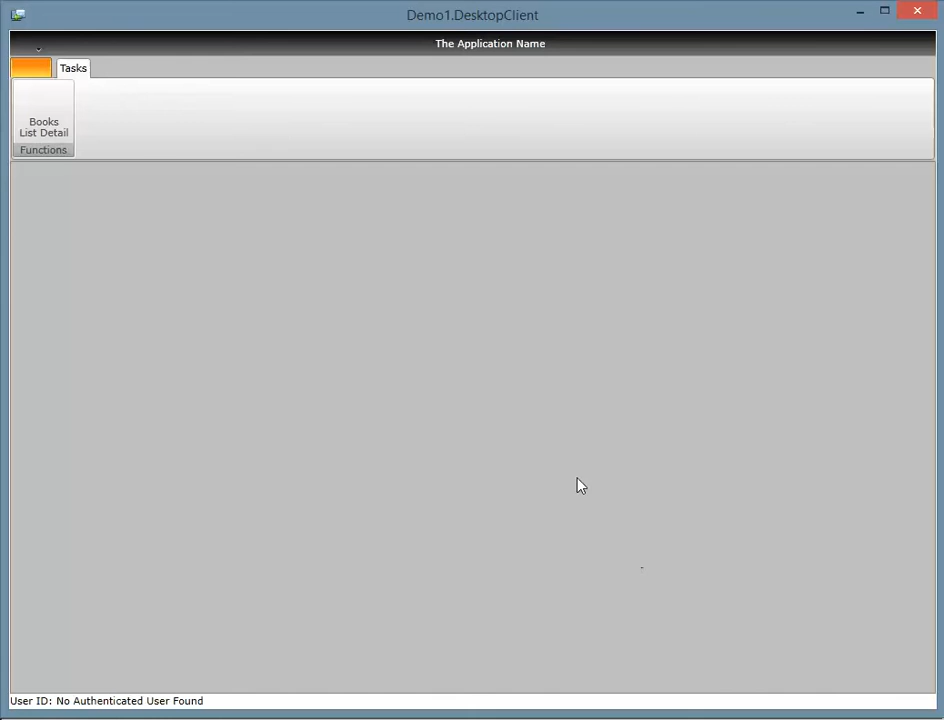 Demo1.DesktopClient
The Application Name
Tasks
Books
List Detail
Functions
User ID: No Authenticated User Found